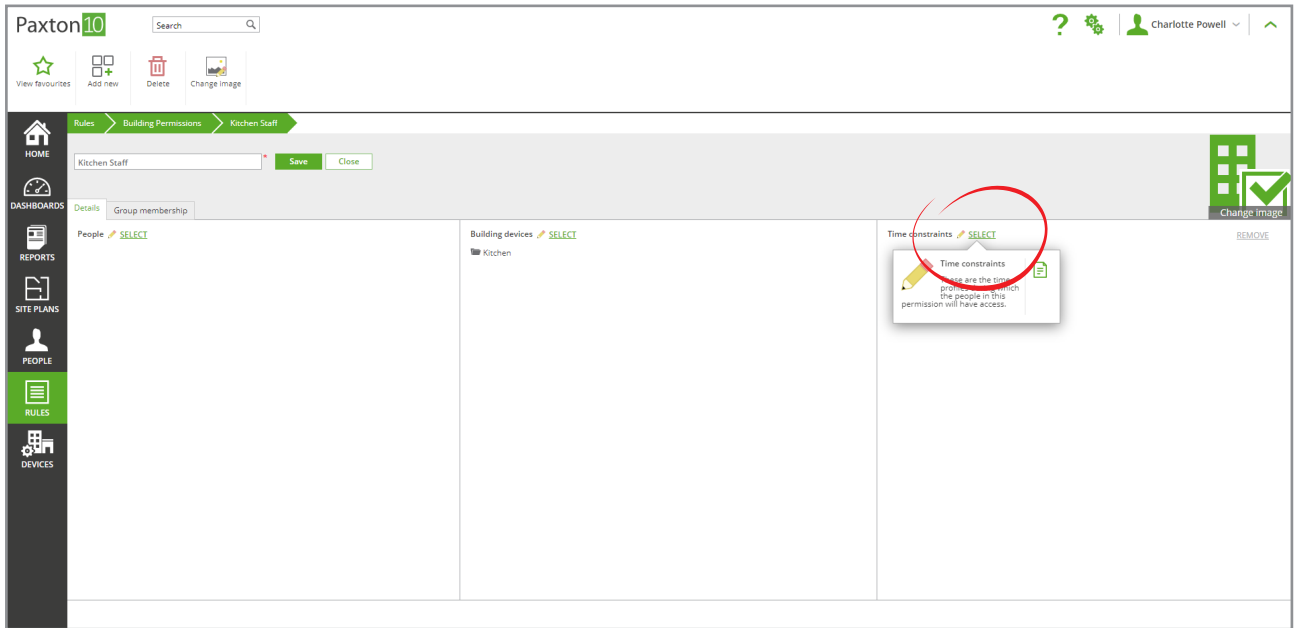 Paxton10
Search
Charlotte Powell
View favourites
Add new
Delete
Change image
Rules
Building Permissions
Kitchen Staff
HOME
DASHBOARDS
REPORTS
SITE PLANS
PEOPLE
RULES
DEVICES
Kitchen Staff
*
Save
Close
Change image
Details
Group membership
People SELECT
Building devices SELECT
Kitchen
Time constraints SELECT
REMOVE
Time constraints
These are the time
profiles during which
the people in this
permission will have access.